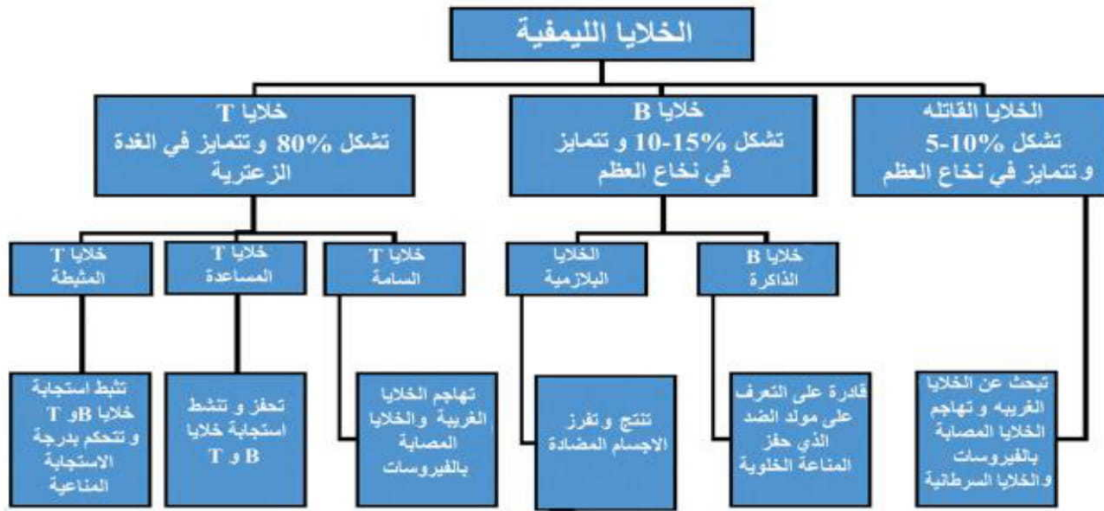 الخلايا الليمفية
الخلايا القاتله
تشكل 10%-5
و تتمايز في نخاع العظم
خلايا B
تشكل 15%-10 و تتمايز
في نخاع العظم
خلايا T
تشكل 80% و تتمايز في الغدة
الزعترية
خلايا B
الذاكرة
الخلايا
البلازمية
خلايا T
السامة
خلايا T
المساعدة
خلايا T
المثبطة
تبحث عن الخلايا
الغريبه و تهاجم
الخلايا المصابة
بالفيروسات
والخلايا السرطانية
قادرة على التعرف
على مولد الضد
الذي حفز
المناعة الخلوية
تنتج و تفرز
الاجسام المضادة
تهاجم الخلايا
الغريبة والخلايا
المصابة
بالفيروسات
تحفز و تنشط
استجابة خلايا
B و T
تثبط استجابة
خلايا B و T
و تتحكم بدرجة
الاستجابة
المناعية